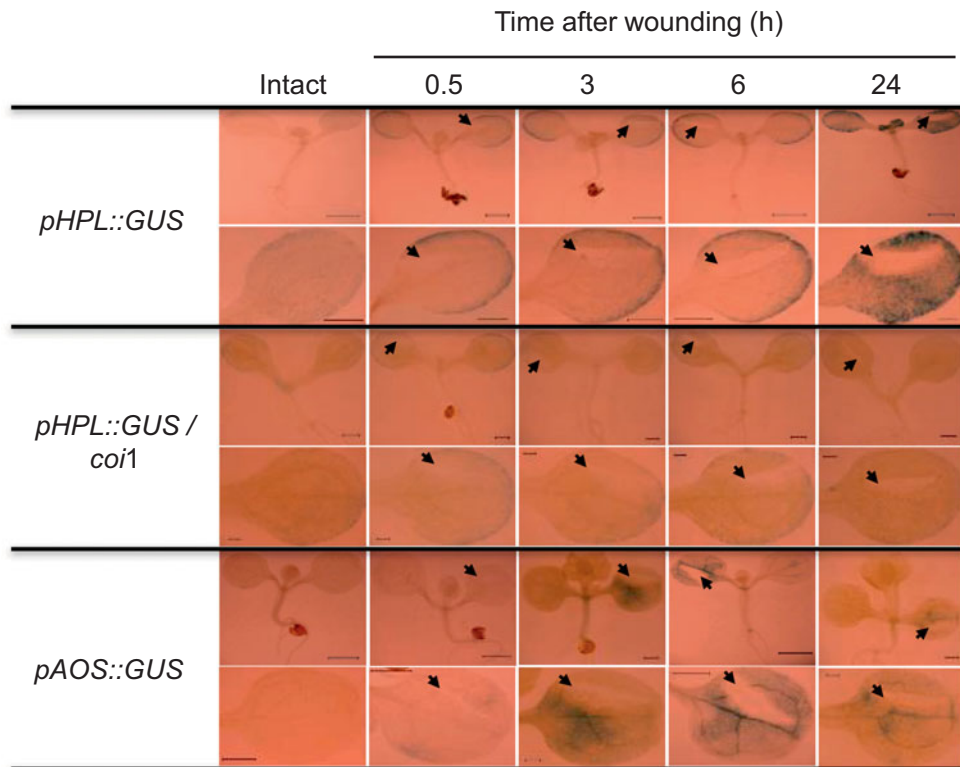 Time after wounding (h)
Intact 0.5 3 6 24
pHPL::GUS
pHPL::GUS /
coi1
pAOS::GUS